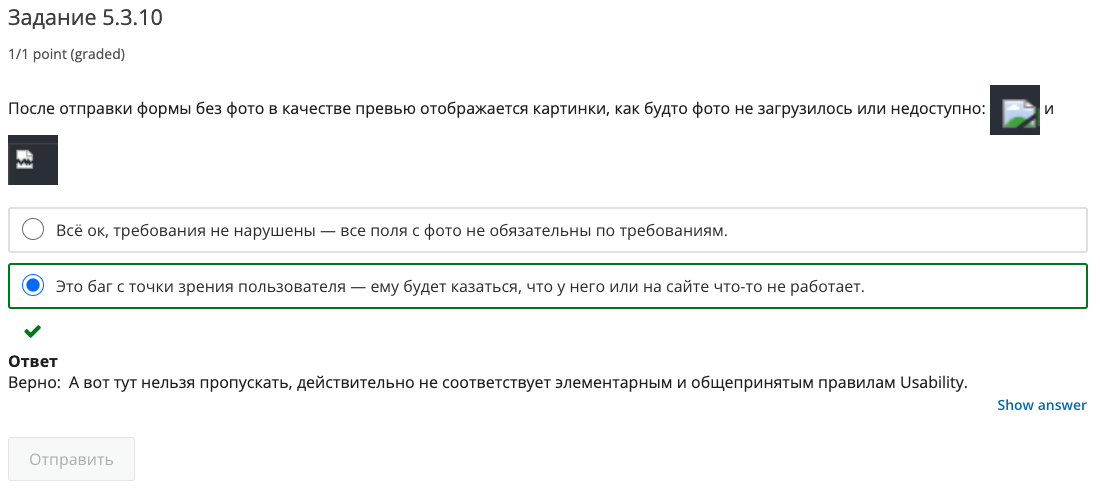 Задание 5.3.10
1/1 point (graded)
После отправки формы без фото в качестве превью отображается картинки, как будто фото не загрузилось или недоступно: и
Всё ок, требования не нарушены — все поля с фото не обязательны по требованиям.
Это баг с точки зрения пользователя — ему будет казаться, что у него или на сайте что-то не работает.
Ответ
Верно: А вот тут нельзя пропускать, действительно не соответствует элементарным и общепринятым правилам Usability.
Show answer
Отправить